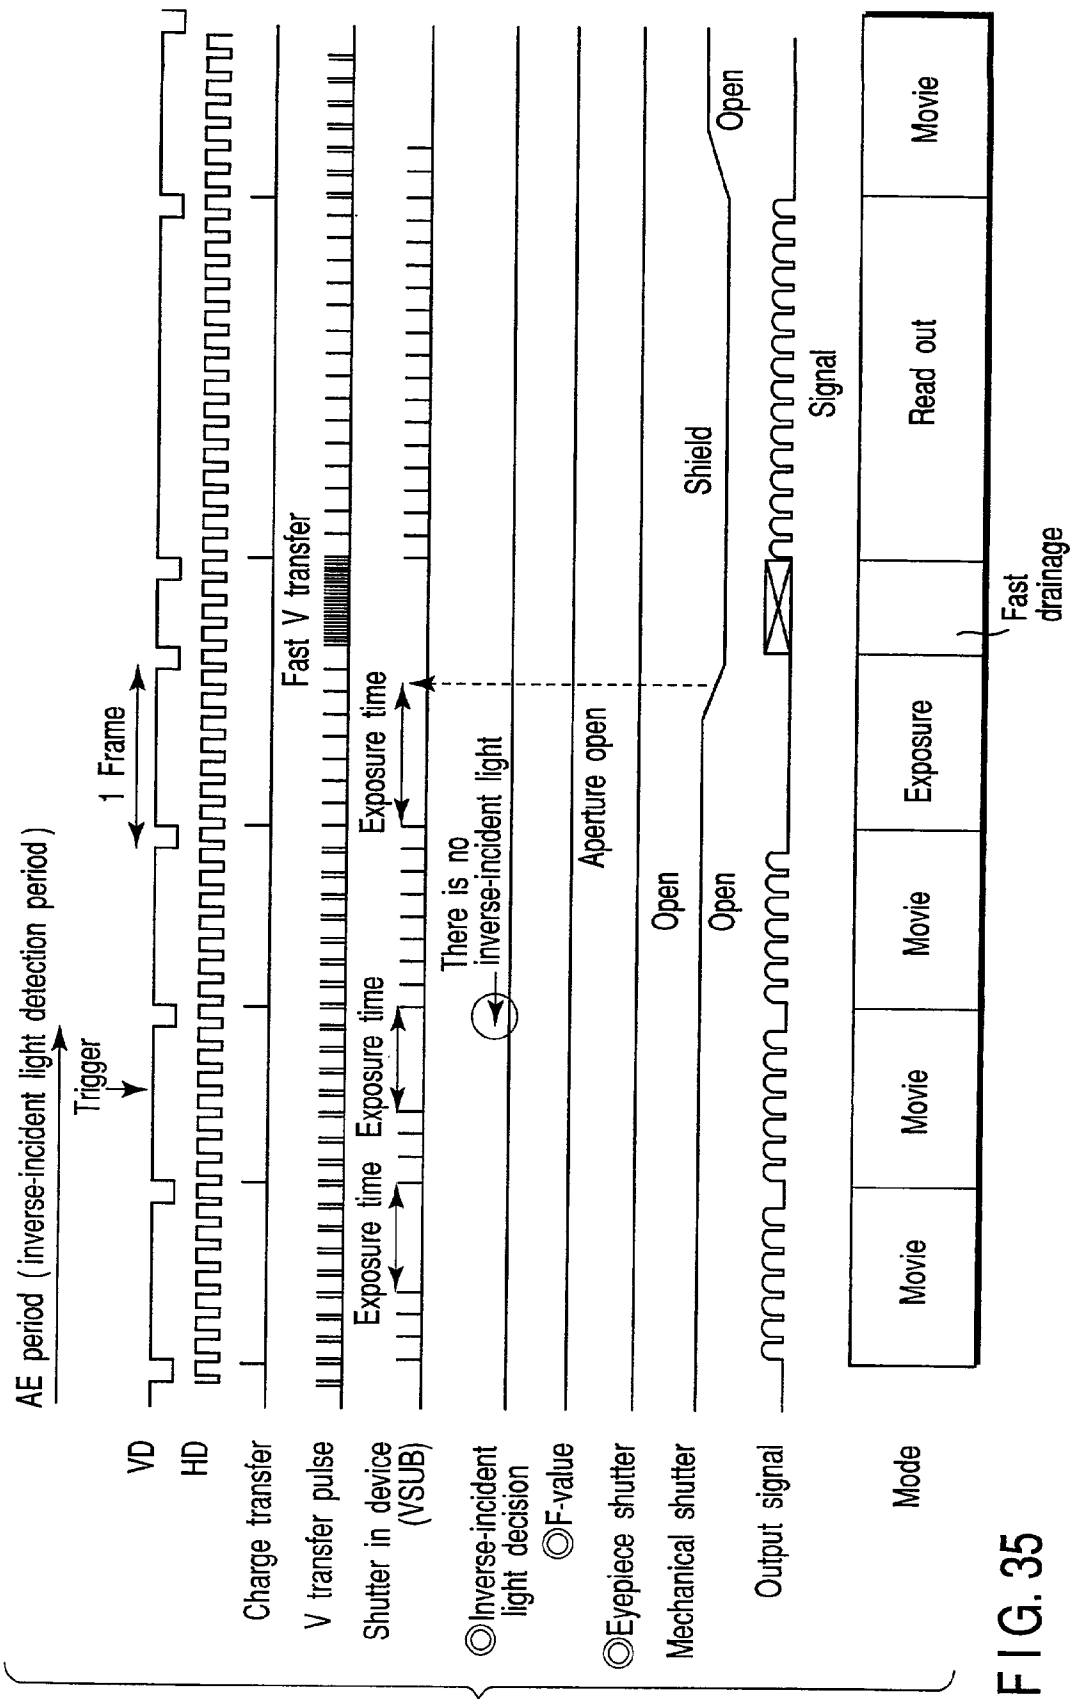 AE period (inverse-incident light detection period)
Trigger
1 Frame
VD
HD
Charge transfer
Fast V transfer
V transfer pulse
Exposure time
Exposure time
Exposure time
Shutter in device
(VSUB)
There is no
inverse-incident light
◎Inverse-incident
light decision
◎F-value
Aperture open
◎Eyepiece shutter
Open
Mechanical shutter
Open
Shield
Open
Output signal
Signal
Mode
Movie
Movie
Movie
Exposure
Read out
Movie
Fast
drainage
FIG. 35